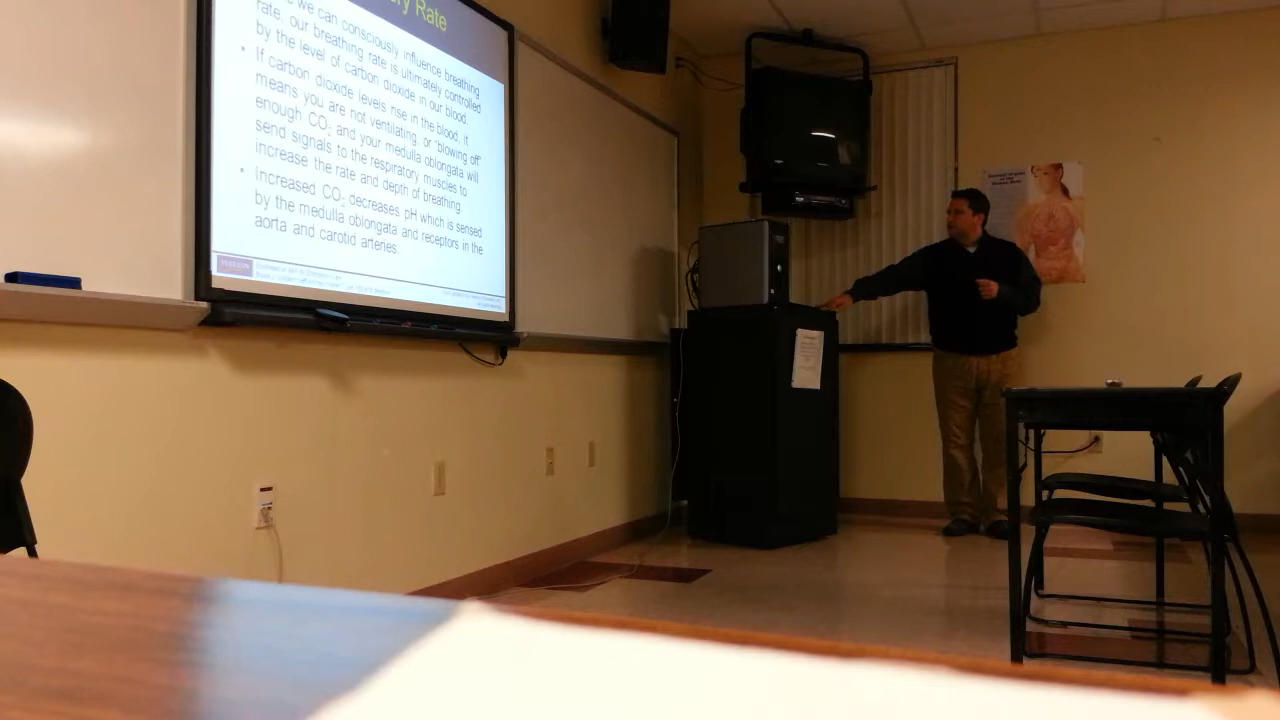 ry Rate
we can consciously influence breathing
rate, our breathing rate is ultimately controlled
by the level of carbon dioxide in our blood.
• If carbon dioxide levels rise in the blood, it
means you are not ventilating, or "blowing off"
enough CO₂ and your medulla oblongata will
send signals to the respiratory muscles to
increase the rate and depth of breathing.
• Increased CO₂ decreases pH which is sensed
by the medulla oblongata and receptors in the
aorta and carotid arteries.
PEARSON